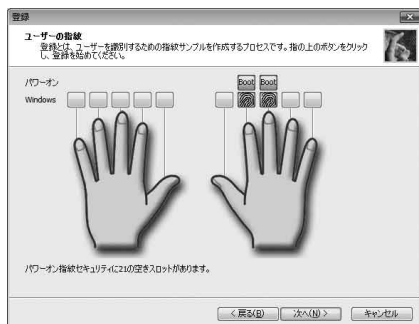 登録
ユーザーの指紋
登録とは、ユーザーを識別するための指紋サンプルを作成するプロセスです。指の上のボタンをクリック
し、登録を始めてください。
パワーオン
Boot Boot
Windows
パワーオン指紋セキュリティに21の空きスロットがあります。
< 戻る(B)
次へ(N) >
キャンセル